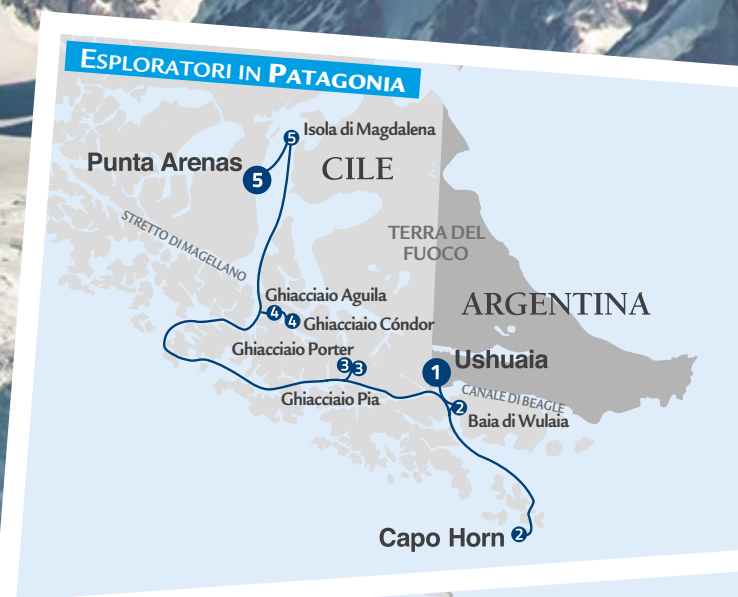 ESPLORATORI IN PATAGONIA
5 Isola di Magdalena
Punta Arenas 5
CILE
STRETTO DI MAGELLANO
TERRA DEL
FUOCO
Ghiacciaio Aguila
4 4 Ghiacciaio Cóndor
ARGENTINA
Ghiacciaio Porter
3 3
1 Ushuaia
Ghiacciaio Pia
CANALE DI BEAGLE
2 Baia di Wulaia
Capo Horn 2